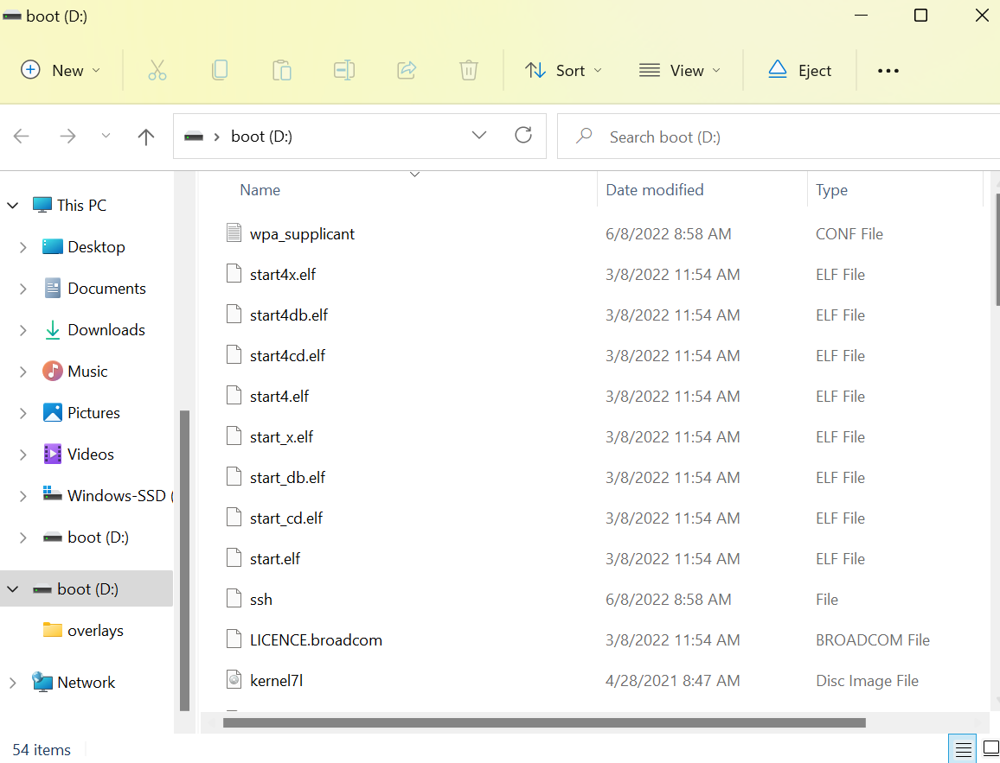 boot (D:)
New
Sort
View
Eject
boot (D:)
Search boot (D:)
Name Date modified Type
This PC
Desktop
Documents
Downloads
Music
Pictures
Videos
Windows-SSD (
boot (D:)
boot (D:)
overlays
Network
wpa_supplicant 6/8/2022 8:58 AM CONF File
start4x.elf 3/8/2022 11:54 AM ELF File
start4db.elf 3/8/2022 11:54 AM ELF File
start4cd.elf 3/8/2022 11:54 AM ELF File
start4.elf 3/8/2022 11:54 AM ELF File
start_x.elf 3/8/2022 11:54 AM ELF File
start_db.elf 3/8/2022 11:54 AM ELF File
start_cd.elf 3/8/2022 11:54 AM ELF File
start.elf 3/8/2022 11:54 AM ELF File
ssh 6/8/2022 8:58 AM File
LICENCE.broadcom 3/8/2022 11:54 AM BROADCOM File
kernel7l 4/28/2021 8:47 AM Disc Image File
54 items